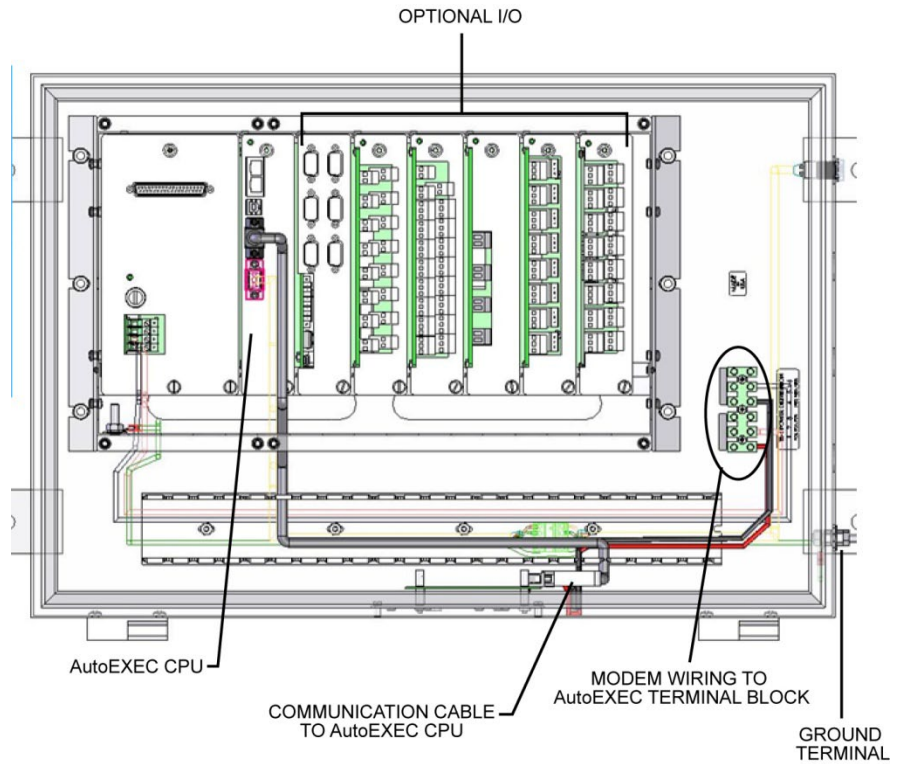 OPTIONAL I/O
AutoEXEC CPU
COMMUNICATION CABLE
TO AutoEXEC CPU
MODEM WIRING TO
AutoEXEC TERMINAL BLOCK
GROUND
TERMINAL